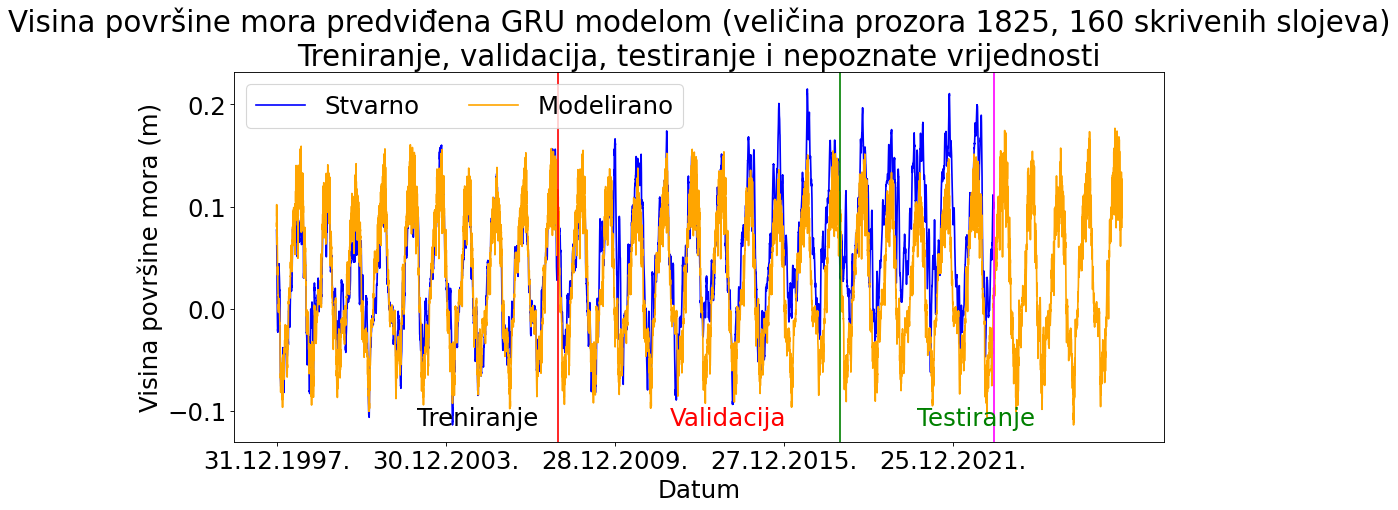 Visina površine mora predviđena GRU modelom (veličina prozora 1825, 160 skrivenih slojeva)
Treniranje, validacija, testiranje i nepoznate vrijednosti
Stvarno Modelirano
Visina površine mora (m)
0.2
0.1
0.0
−0.1
Treniranje Validacija Testiranje
31.12.1997. 30.12.2003. 28.12.2009. 27.12.2015. 25.12.2021.
Datum